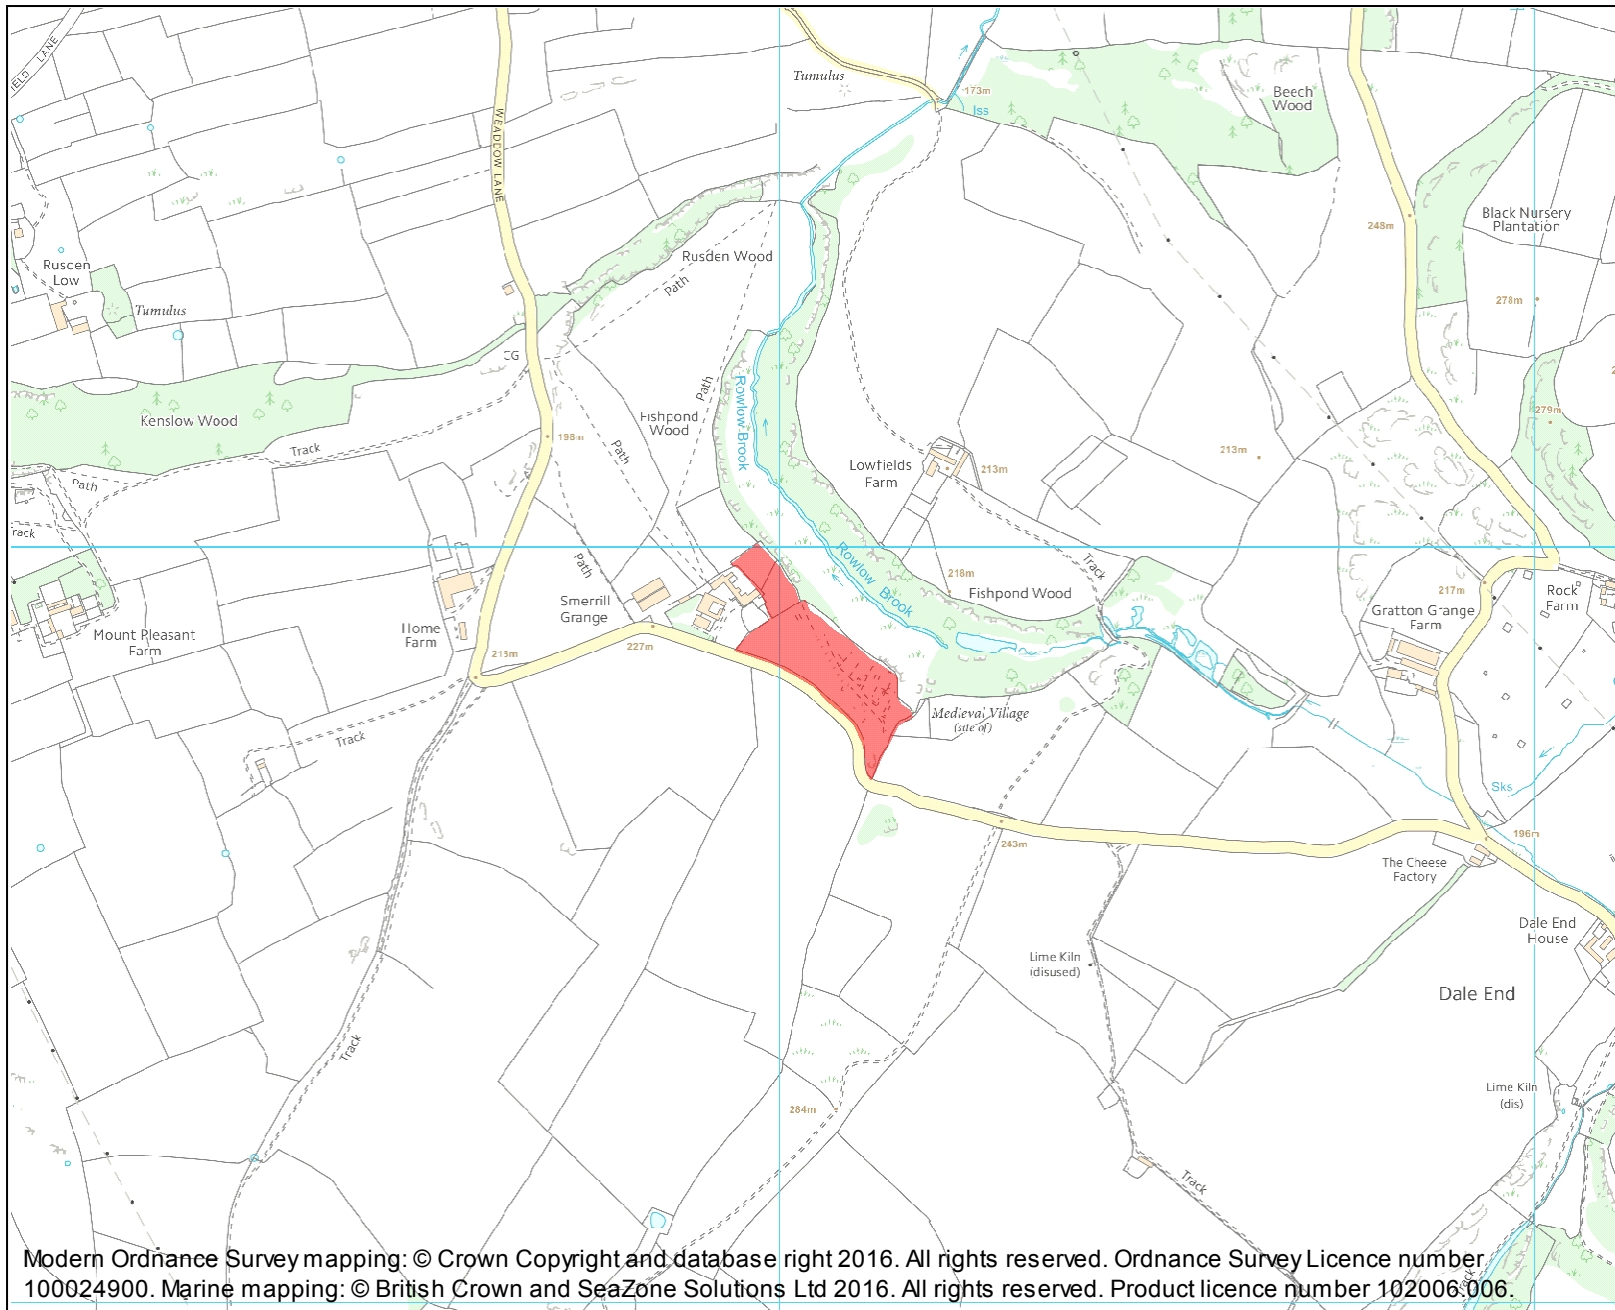 LANE
Tumulus
173m
Iss
Beech
Wood
WEADDOW LANE
Black Nursery
Plantation
248m
Rusden Wood
Path
Ruscen
Low
Tumulus
278m
CG
Path
Rowlow Brook
Kenslow Wood
Fishpond
Wood
279m
198m
Track
Path
Lowfields
Farm
213m
213m
Path
Track
Path
Rowlow
Brook
Track
218m
Fishpond Wood
217m
Rock
Farm
Smerrill
Grange
Gratton Grange
Farm
Mount Pleasant
Farm
Home
Farm
227m
213m
Medieval Village
(site of)
Track
Sks
196m
243m
The Cheese
Factory
Dale End
House
Lime Kiln
(disused)
Dale End
Track
Lime Kiln
(dis)
284m
Track
Track
Modern Ordnance Survey mapping: © Crown Copyright and database right 2016. All rights reserved. Ordnance Survey Licence number
100024900. Marine mapping: © British Crown and SeaZone Solutions Ltd 2016. All rights reserved. Product licence number 102006.006.